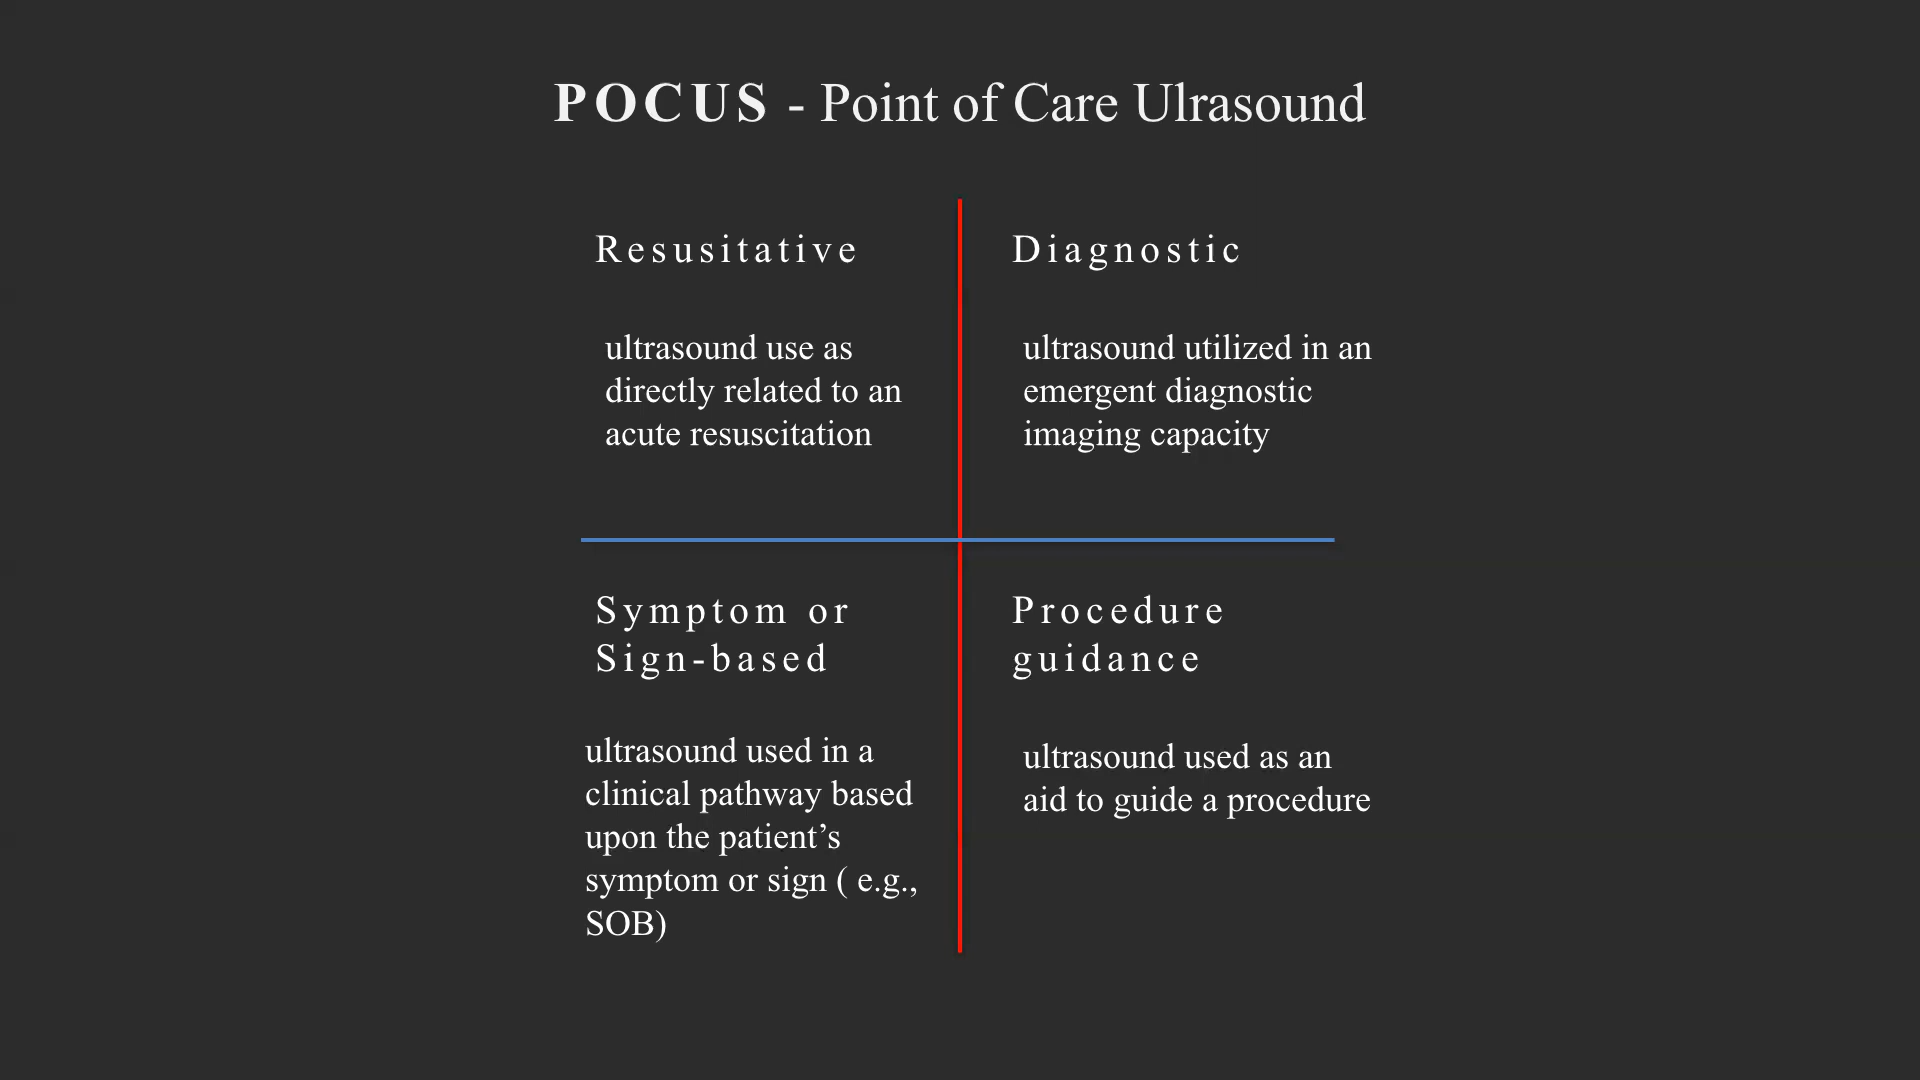 POCUS - Point of Care Ulrasound
Resusitative
ultrasound use as
directly related to an
acute resuscitation
Diagnostic
ultrasound utilized in an
emergent diagnostic
imaging capacity
Symptom or
Sign-based
ultrasound used in a
clinical pathway based
upon the patient’s
symptom or sign ( e.g.,
SOB)
Procedure
guidance
ultrasound used as an
aid to guide a procedure